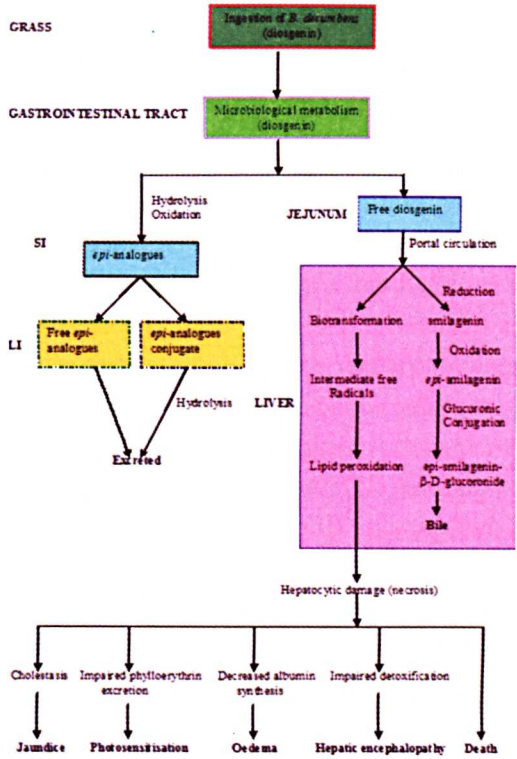 GRASS
Ingestion of B. decumbens
(diosgenin)
GASTROINTESTINAL TRACT
Microbiological metabolism
(diosgenin)
Hydrolysis
Oxidation
JEJUNUM
Free diosgenin
SI
epi-analogues
Portal circulation
Reduction
LI
Free epi-
analogues
epi-analogues
conjugate
Biotransformation
smilagenin
Oxidation
Hydrolysis
LIVER
Intermediate free
Radicals
epi-smilagenin
Glucuronic
Conjugation
Excreted
Lipid peroxidation
epi-smilagenin-
β-D-glucoronide
Bile
Hepatocytic damage (necrosis)
Cholestasis
Impaired phylloerythrin
excretion
Decreased albumin
synthesis
Impaired detoxification
Jaundice
Photosensitisation
Oedema
Hepatic encephalopathy
Death